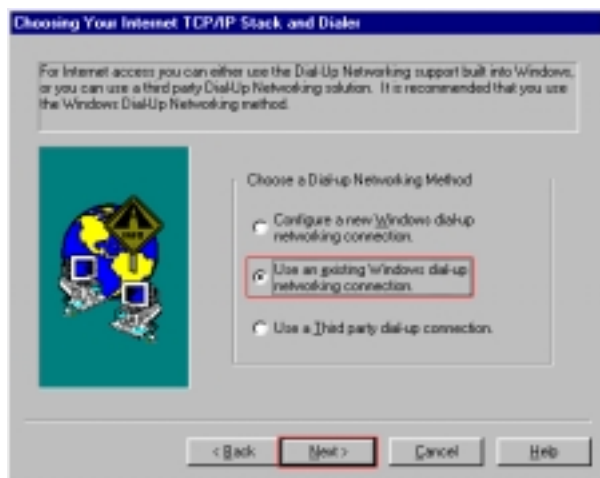 Choosing Your Internet TCP/IP Stack and Dialer
For Internet access you can either use the Dial-Up Networking support built into Windows,
or you can use a third party Dial-Up Networking solution. It is recommended that you use
the Windows Dial-Up Networking method.
Choose a Dial-up Networking Method
Configure a new Windows dial-up
networking connection.
Use an existing Windows dial-up
networking connection.
Use a Third party dial-up connection.
< Back
Next >
Cancel
Help